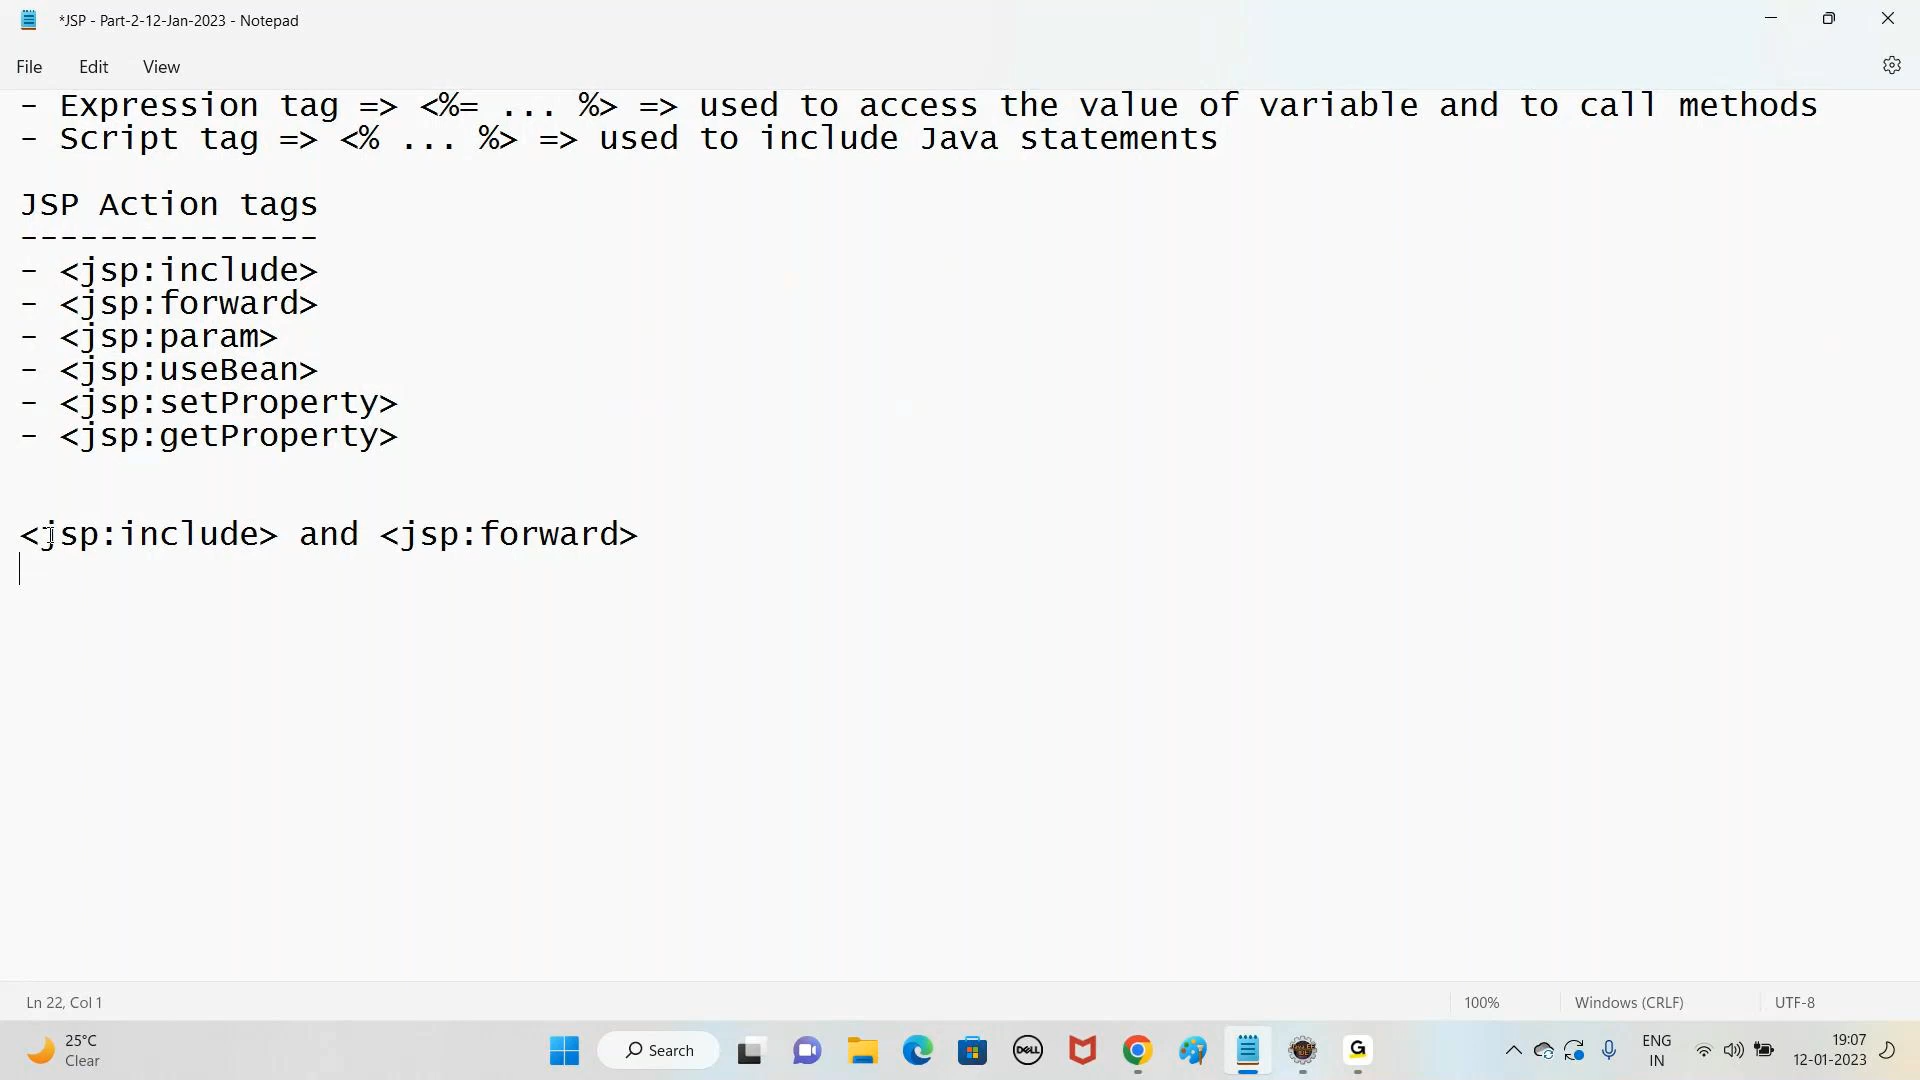 *JSP - Part-2-12-Jan-2023 - Notepad
File Edit View
- Expression tag => <%= ... %> => used to access the value of variable and to call methods
- Script tag => <% ... %> => used to include Java statements
JSP Action tags
---------------
- <jsp:include>
- <jsp:forward>
- <jsp:param>
- <jsp:useBean>
- <jsp:setProperty>
- <jsp:getProperty>
<jsp:include> and <jsp:forward>
Ln 22, Col 1 100% Windows (CRLF) UTF-8
25°C
Clear
Search
DELL
G
ENG
IN
19:07
12-01-2023